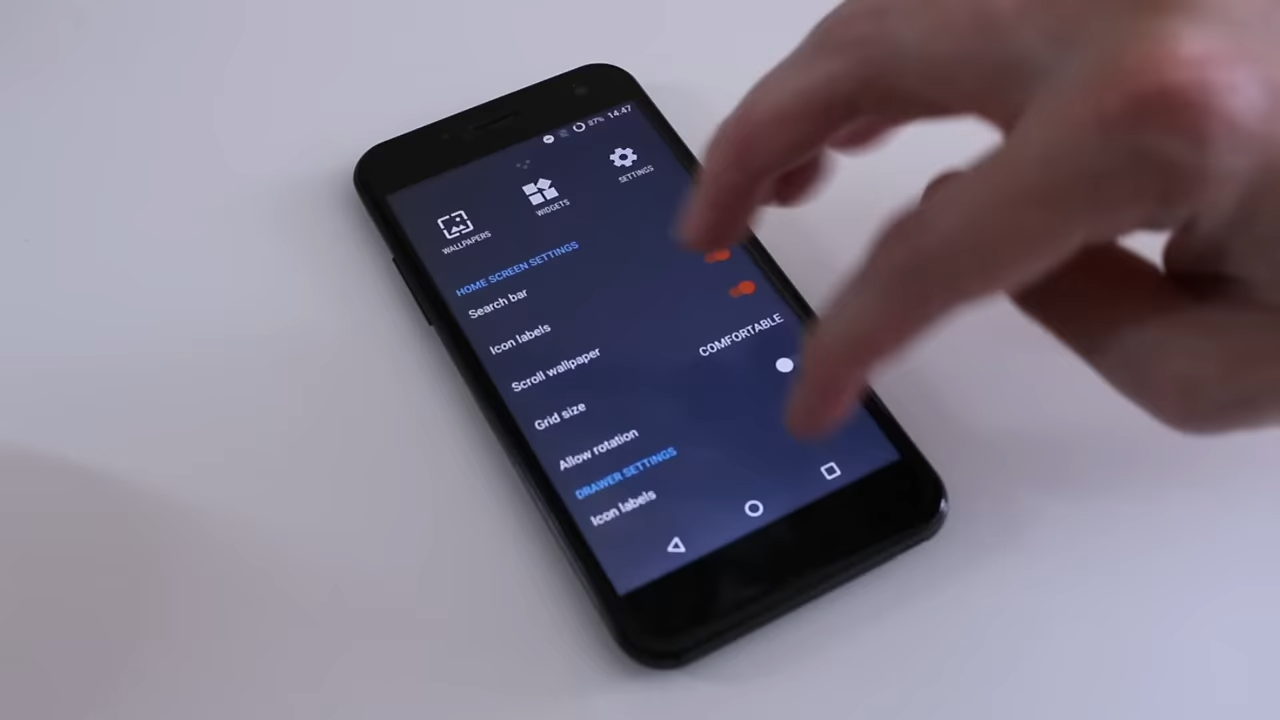 87% 14.47
WALLPAPERS
WIDGETS
SETTINGS
HOME SCREEN SETTINGS
Search bar
Icon labels
Scroll wallpaper
Grid size COMFORTABLE
Allow rotation
DRAWER SETTINGS
Icon labels